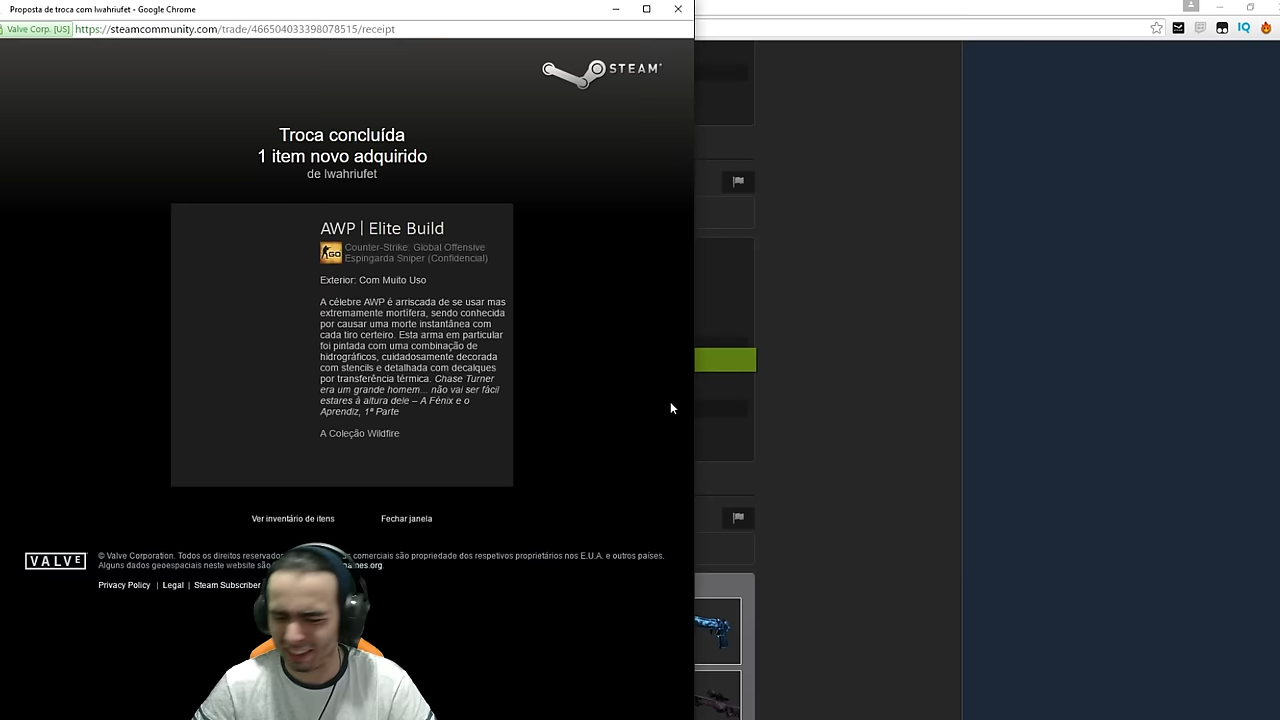 Proposta de troca com lwahriufet - Google Chrome
Valve Corp. [US] https://steamcommunity.com/trade/466504033398078515/receipt
IQ
STEAM
Troca concluída
1 item novo adquirido
de lwahriufet
AWP | Elite Build
GO
Counter-Strike: Global Offensive
Espingarda Sniper (Confidencial)
Exterior: Com Muito Uso
A célebre AWP é arriscada de se usar mas
extremamente mortífera, sendo conhecida
por causar uma morte instantânea com
cada tiro certeiro. Esta arma em particular
foi pintada com uma combinação de
hidrográficos, cuidadosamente decorada
com stencils e detalhada com decalques
por transferência térmica. Chase Turner
era um grande homem... não vai ser fácil
estares à altura dele – A Fénix e o
Aprendiz, 1ª Parte
A Coleção Wildfire
Ver inventário de itens Fechar janela
VALVE
© Valve Corporation. Todos os direitos reservados comerciais são propriedade dos respetivos proprietários nos E.U.A. e outros países.
Alguns dados geoespaciais neste website são
Privacy Policy | Legal | Steam Subscriber